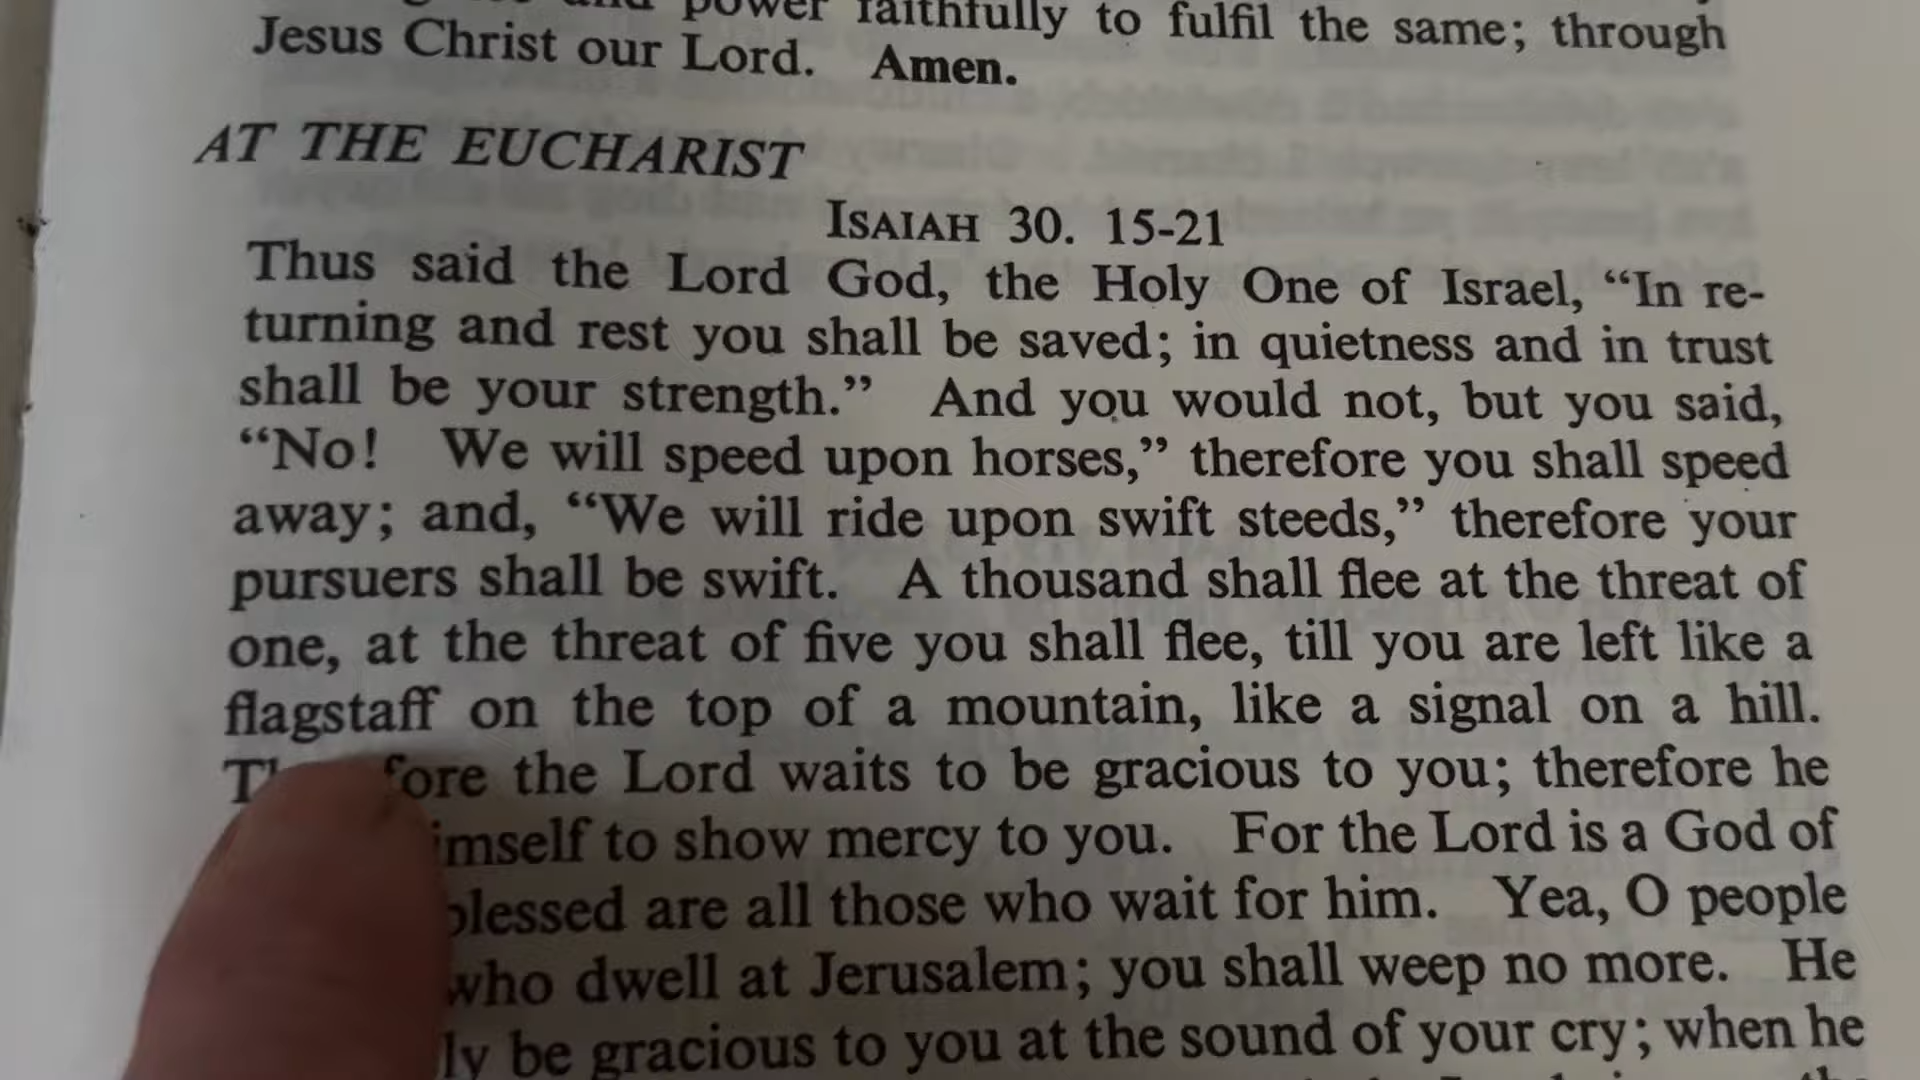 power faithfully to fulfil the same; through
Jesus Christ our Lord. Amen.
AT THE EUCHARIST
ISAIAH 30. 15-21
Thus said the Lord God, the Holy One of Israel, “In re-
turning and rest you shall be saved; in quietness and in trust
shall be your strength.” And you would not, but you said,
“No! We will speed upon horses,” therefore you shall speed
away; and, “We will ride upon swift steeds,” therefore your
pursuers shall be swift. A thousand shall flee at the threat of
one, at the threat of five you shall flee, till you are left like a
flagstaff on the top of a mountain, like a signal on a hill.
the Lord waits to be gracious to you; therefore he
to show mercy to you. For the Lord is a God of
blessed are all those who wait for him. Yea, O people
who dwell at Jerusalem; you shall weep no more. He
be gracious to you at the sound of your cry; when he